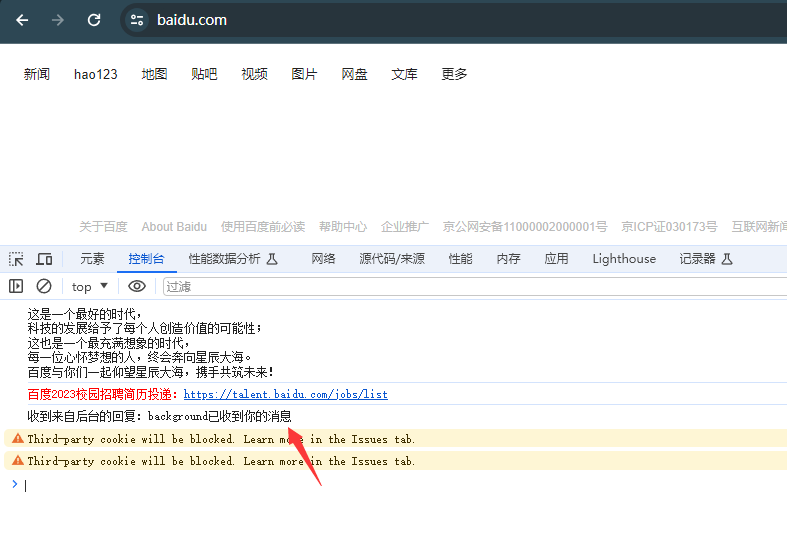 baidu.com
新闻 hao123 地图 贴吧 视频 图片 网盘 文库 更多
关于百度 About Baidu 使用百度前必读 帮助中心 企业推广 京公网安备11000002000001号 京ICP证030173号 互联网新闻
元素 控制台 性能数据分析 网络 源代码/来源 性能 内存 应用 Lighthouse 记录器
top 过滤
这是一个最好的时代,
科技的发展给予了每个人创造价值的可能性;
这也是一个最充满想象的时代,
每一位心怀梦想的人, 终会奔向星辰大海。
百度与你们一起仰望星辰大海, 携手共筑未来!
百度2023校园招聘简历投递: https://talent.baidu.com/jobs/list
收到来自后台的回复: background已收到你的消息
Third-party cookie will be blocked. Learn more in the Issues tab.
Third-party cookie will be blocked. Learn more in the Issues tab.